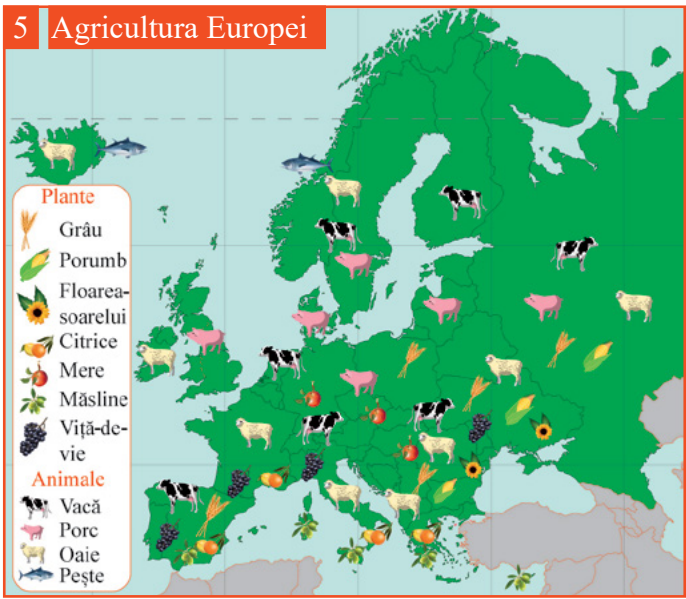 5 Agricultura Europei
Plante
Grâu
Porumb
Floarea-
soarelui
Citrice
Mere
Măsline
Viță-de-
vie
Animale
Vacă
Porc
Oaie
Pește